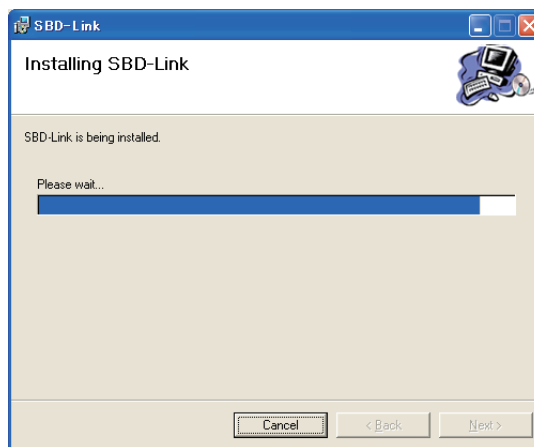 SBD-Link
Installing SBD-Link
SBD-Link is being installed.
Please wait...
Cancel
< Back
Next >